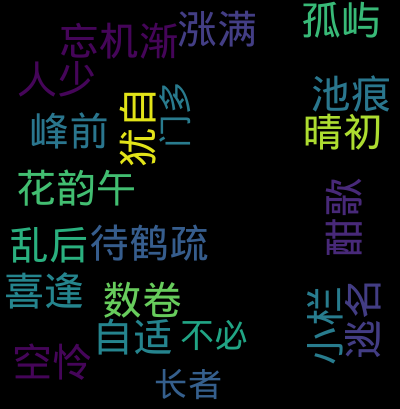 忘机渐
涨满
孤屿
人少
池痕
门多
犹自
峰前
晴初
花韵午
酣歌
乱后
待鹤疏
喜逢
数卷
小栏
逃名
自适
不必
空怜
长者